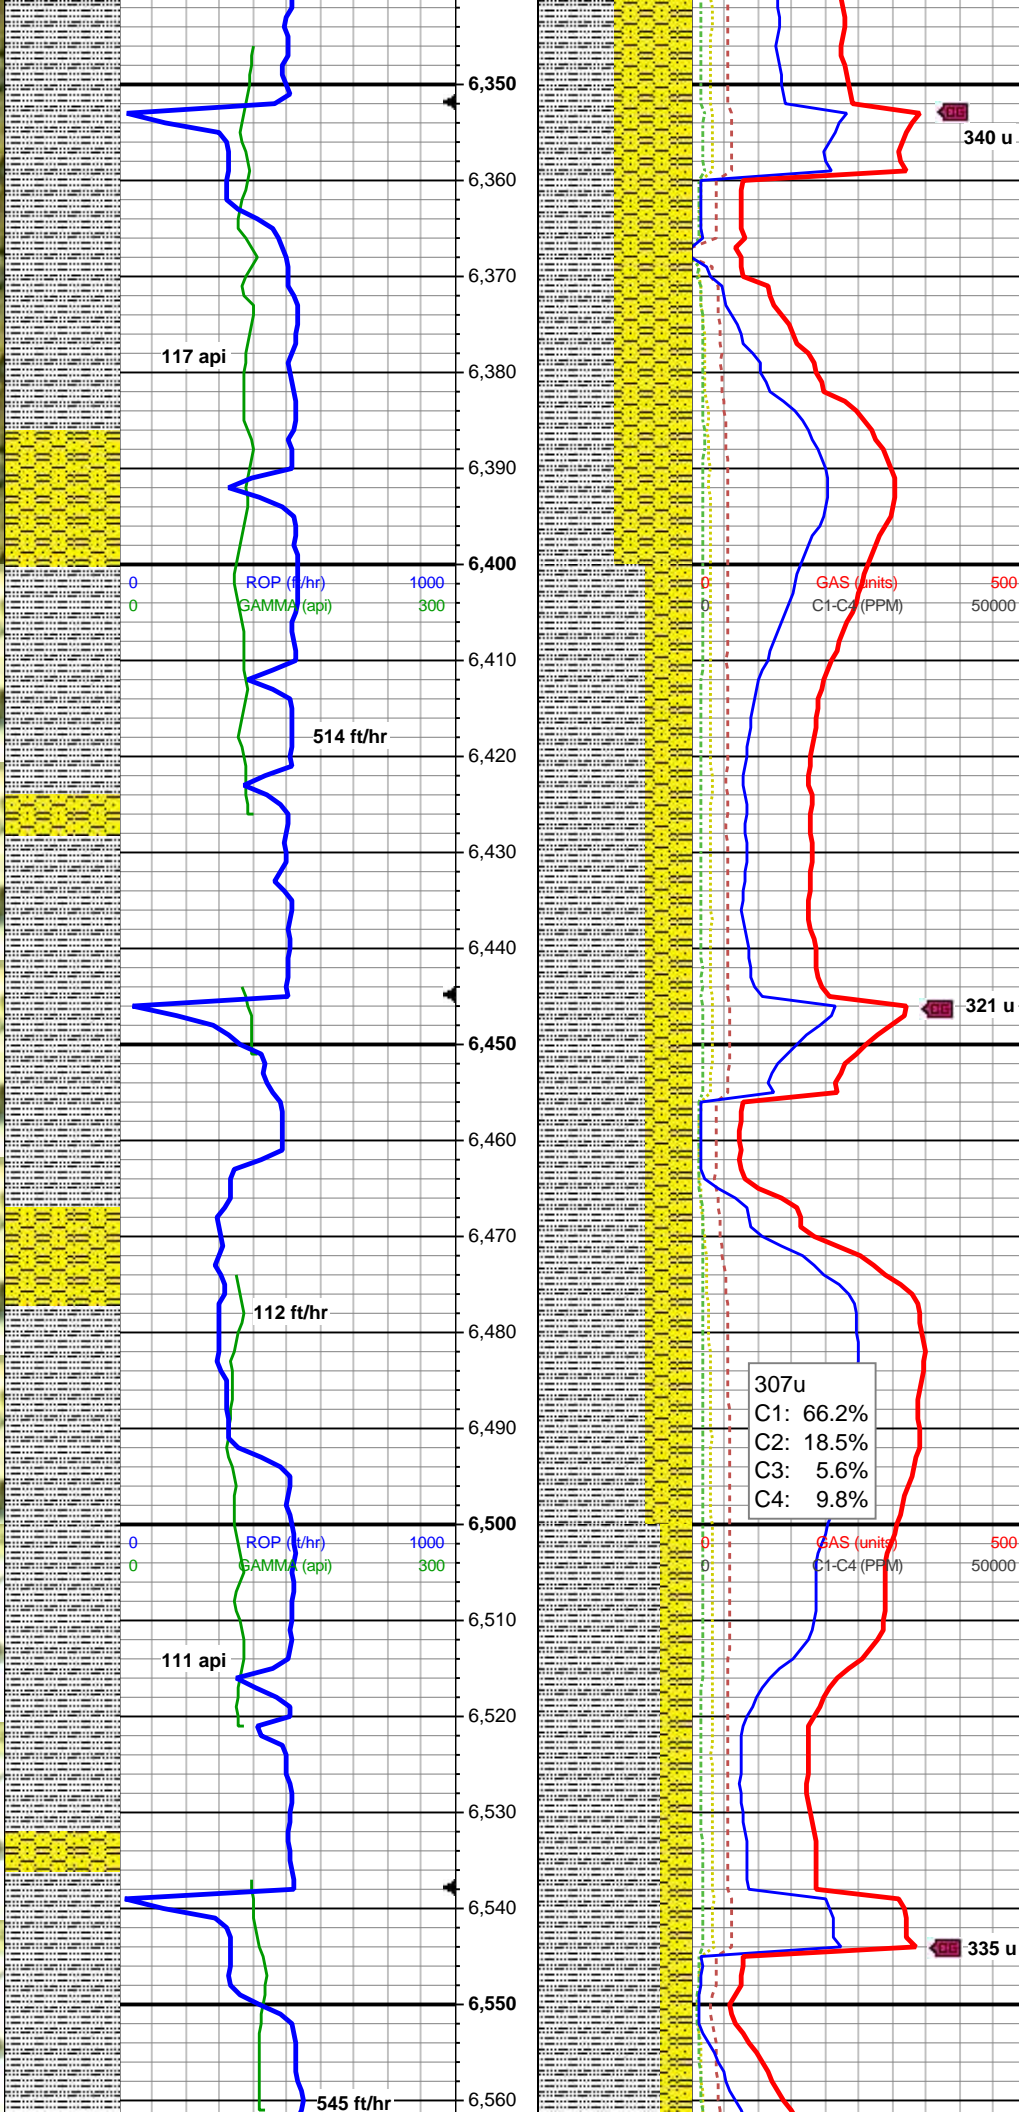 6,350
CG
340 u
6,360
6,370
117 api
6,380
6,390
6,400
0 ROP (ft/hr) 1000
0 GAMMA (api) 300
0 GAS (units) 500
0 C1-C4 (PPM) 50000
6,410
514 ft/hr
6,420
6,430
6,440
CG
321 u
6,450
6,460
6,470
112 ft/hr
6,480
307u
C1: 66.2%
C2: 18.5%
C3: 5.6%
C4: 9.8%
6,490
6,500
0 ROP (ft/hr) 1000
0 GAMMA (api) 300
0 GAS (units) 500
0 C1-C4 (PPM) 50000
6,510
111 api
6,520
6,530
6,540
CG
335 u
6,550
6,560
545 ft/hr